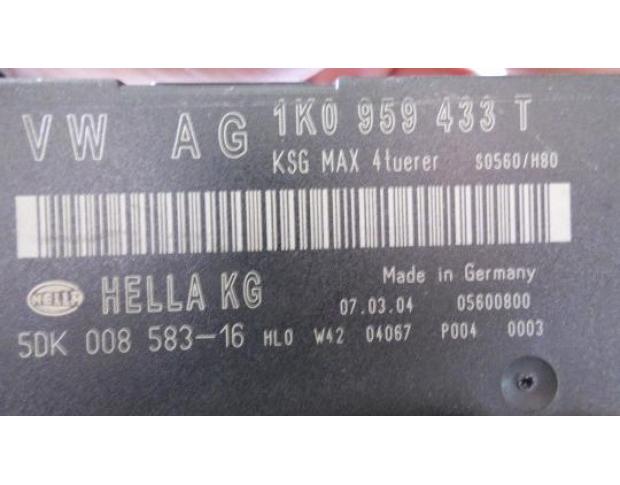 VW AG 1K0 959 433 T
KSG MAX 4tuerer S0560/H80
Made in Germany
HELLA HELLA KG 07.03.04 05600800
5DK 008 583-16 HL0 W42 04067 P004 0003